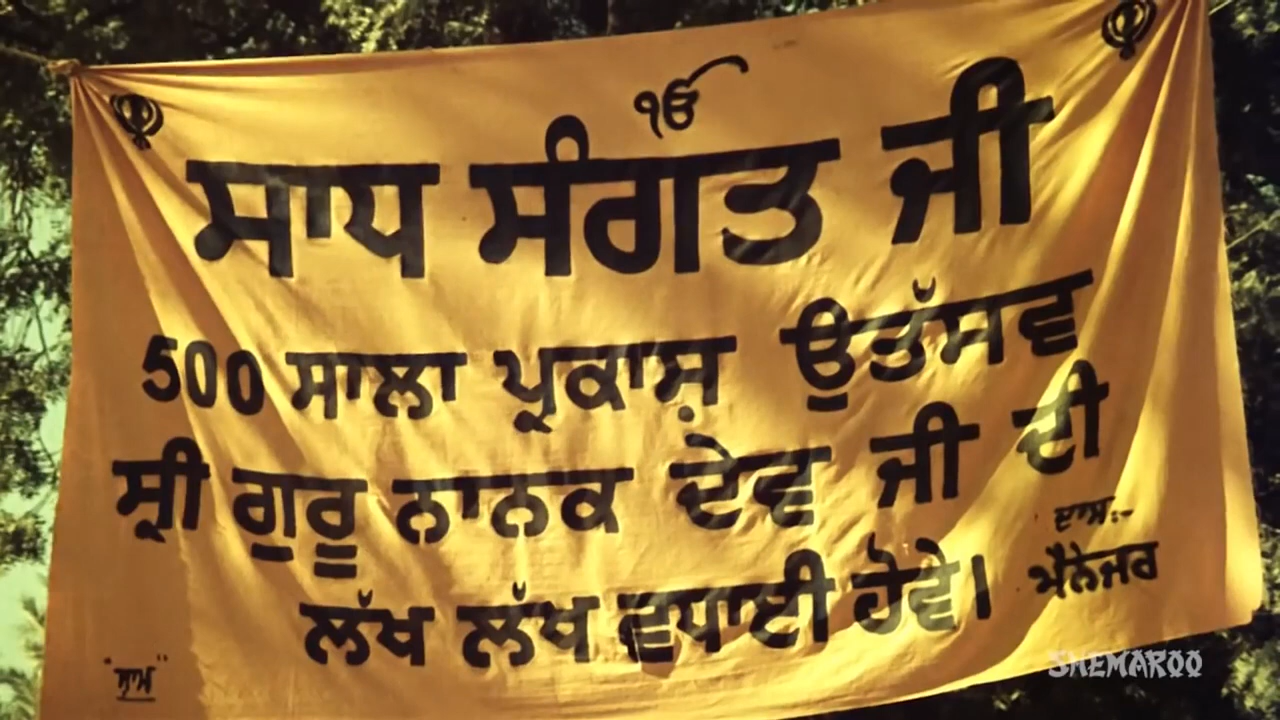 ੴ
ਸਾਧ ਸੰਗਤ ਜੀ
500 ਸਾਲਾ ਪ੍ਰਕਾਸ਼ ਉਤੱਸਵ
ਸ੍ਰੀ ਗੁਰੂ ਨਾਨਕ ਦੇਵ ਜੀ ਦੀ
ਲੱਖ ਲੱਖ ਵਧਾਈ ਹੋਵੇ।
ਦਾਸ:-
ਮੈਨੇਜਰ
SHEMAROO